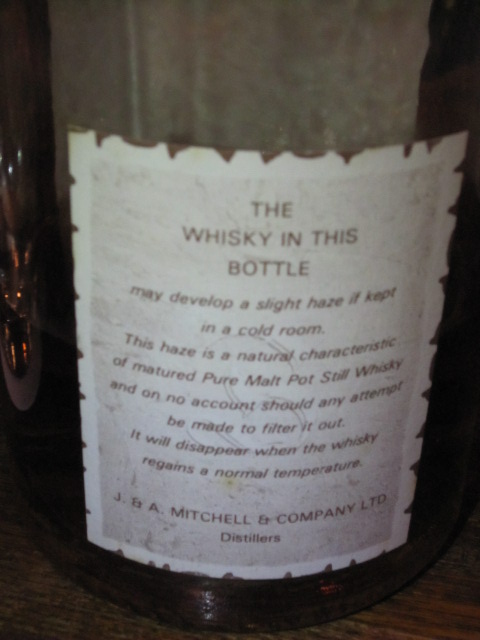 THE
WHISKY IN THIS
BOTTLE
may develop a slight haze if kept
in a cold room.
This haze is a natural characteristic
of matured Pure Malt Pot Still Whisky
and on no account should any attempt
be made to filter it out.
It will disappear when the whisky
regains a normal temperature.
J. & A. MITCHELL & COMPANY LTD
Distillers